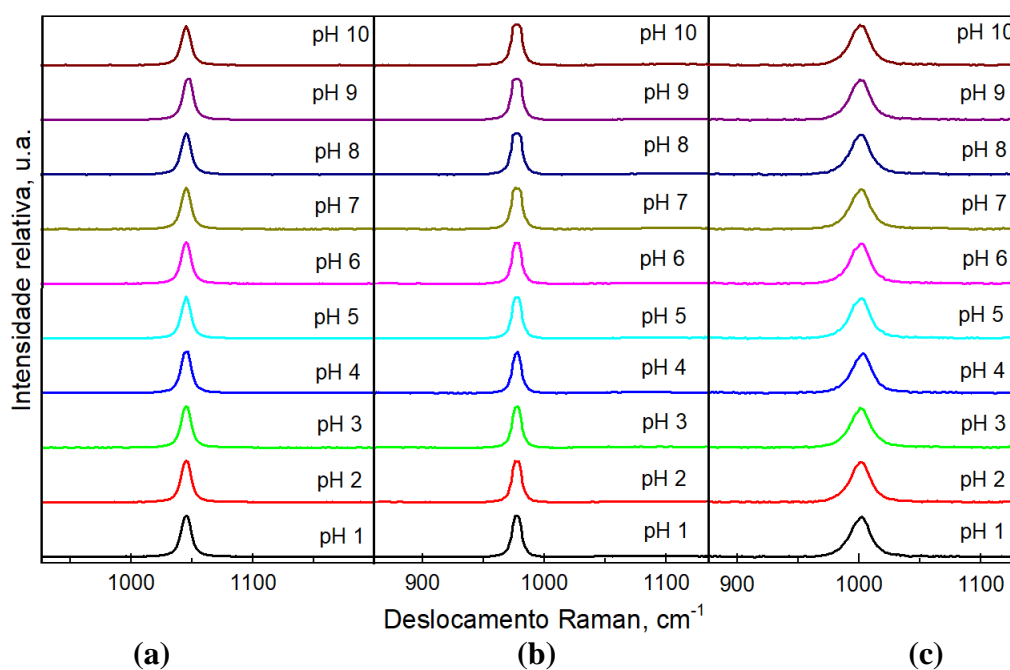 Intensidade relativa, u.a.
pH 10
pH 9
pH 8
pH 7
pH 6
pH 5
pH 4
pH 3
pH 2
pH 1
pH 10
pH 9
pH 8
pH 7
pH 6
pH 5
pH 4
pH 3
pH 2
pH 1
pH 10
pH 9
pH 8
pH 7
pH 6
pH 5
pH 4
pH 3
pH 2
pH 1
1000 1100 900 1000 1100 900 1000 1100
Deslocamento Raman, cm⁻¹
(a) (b) (c)